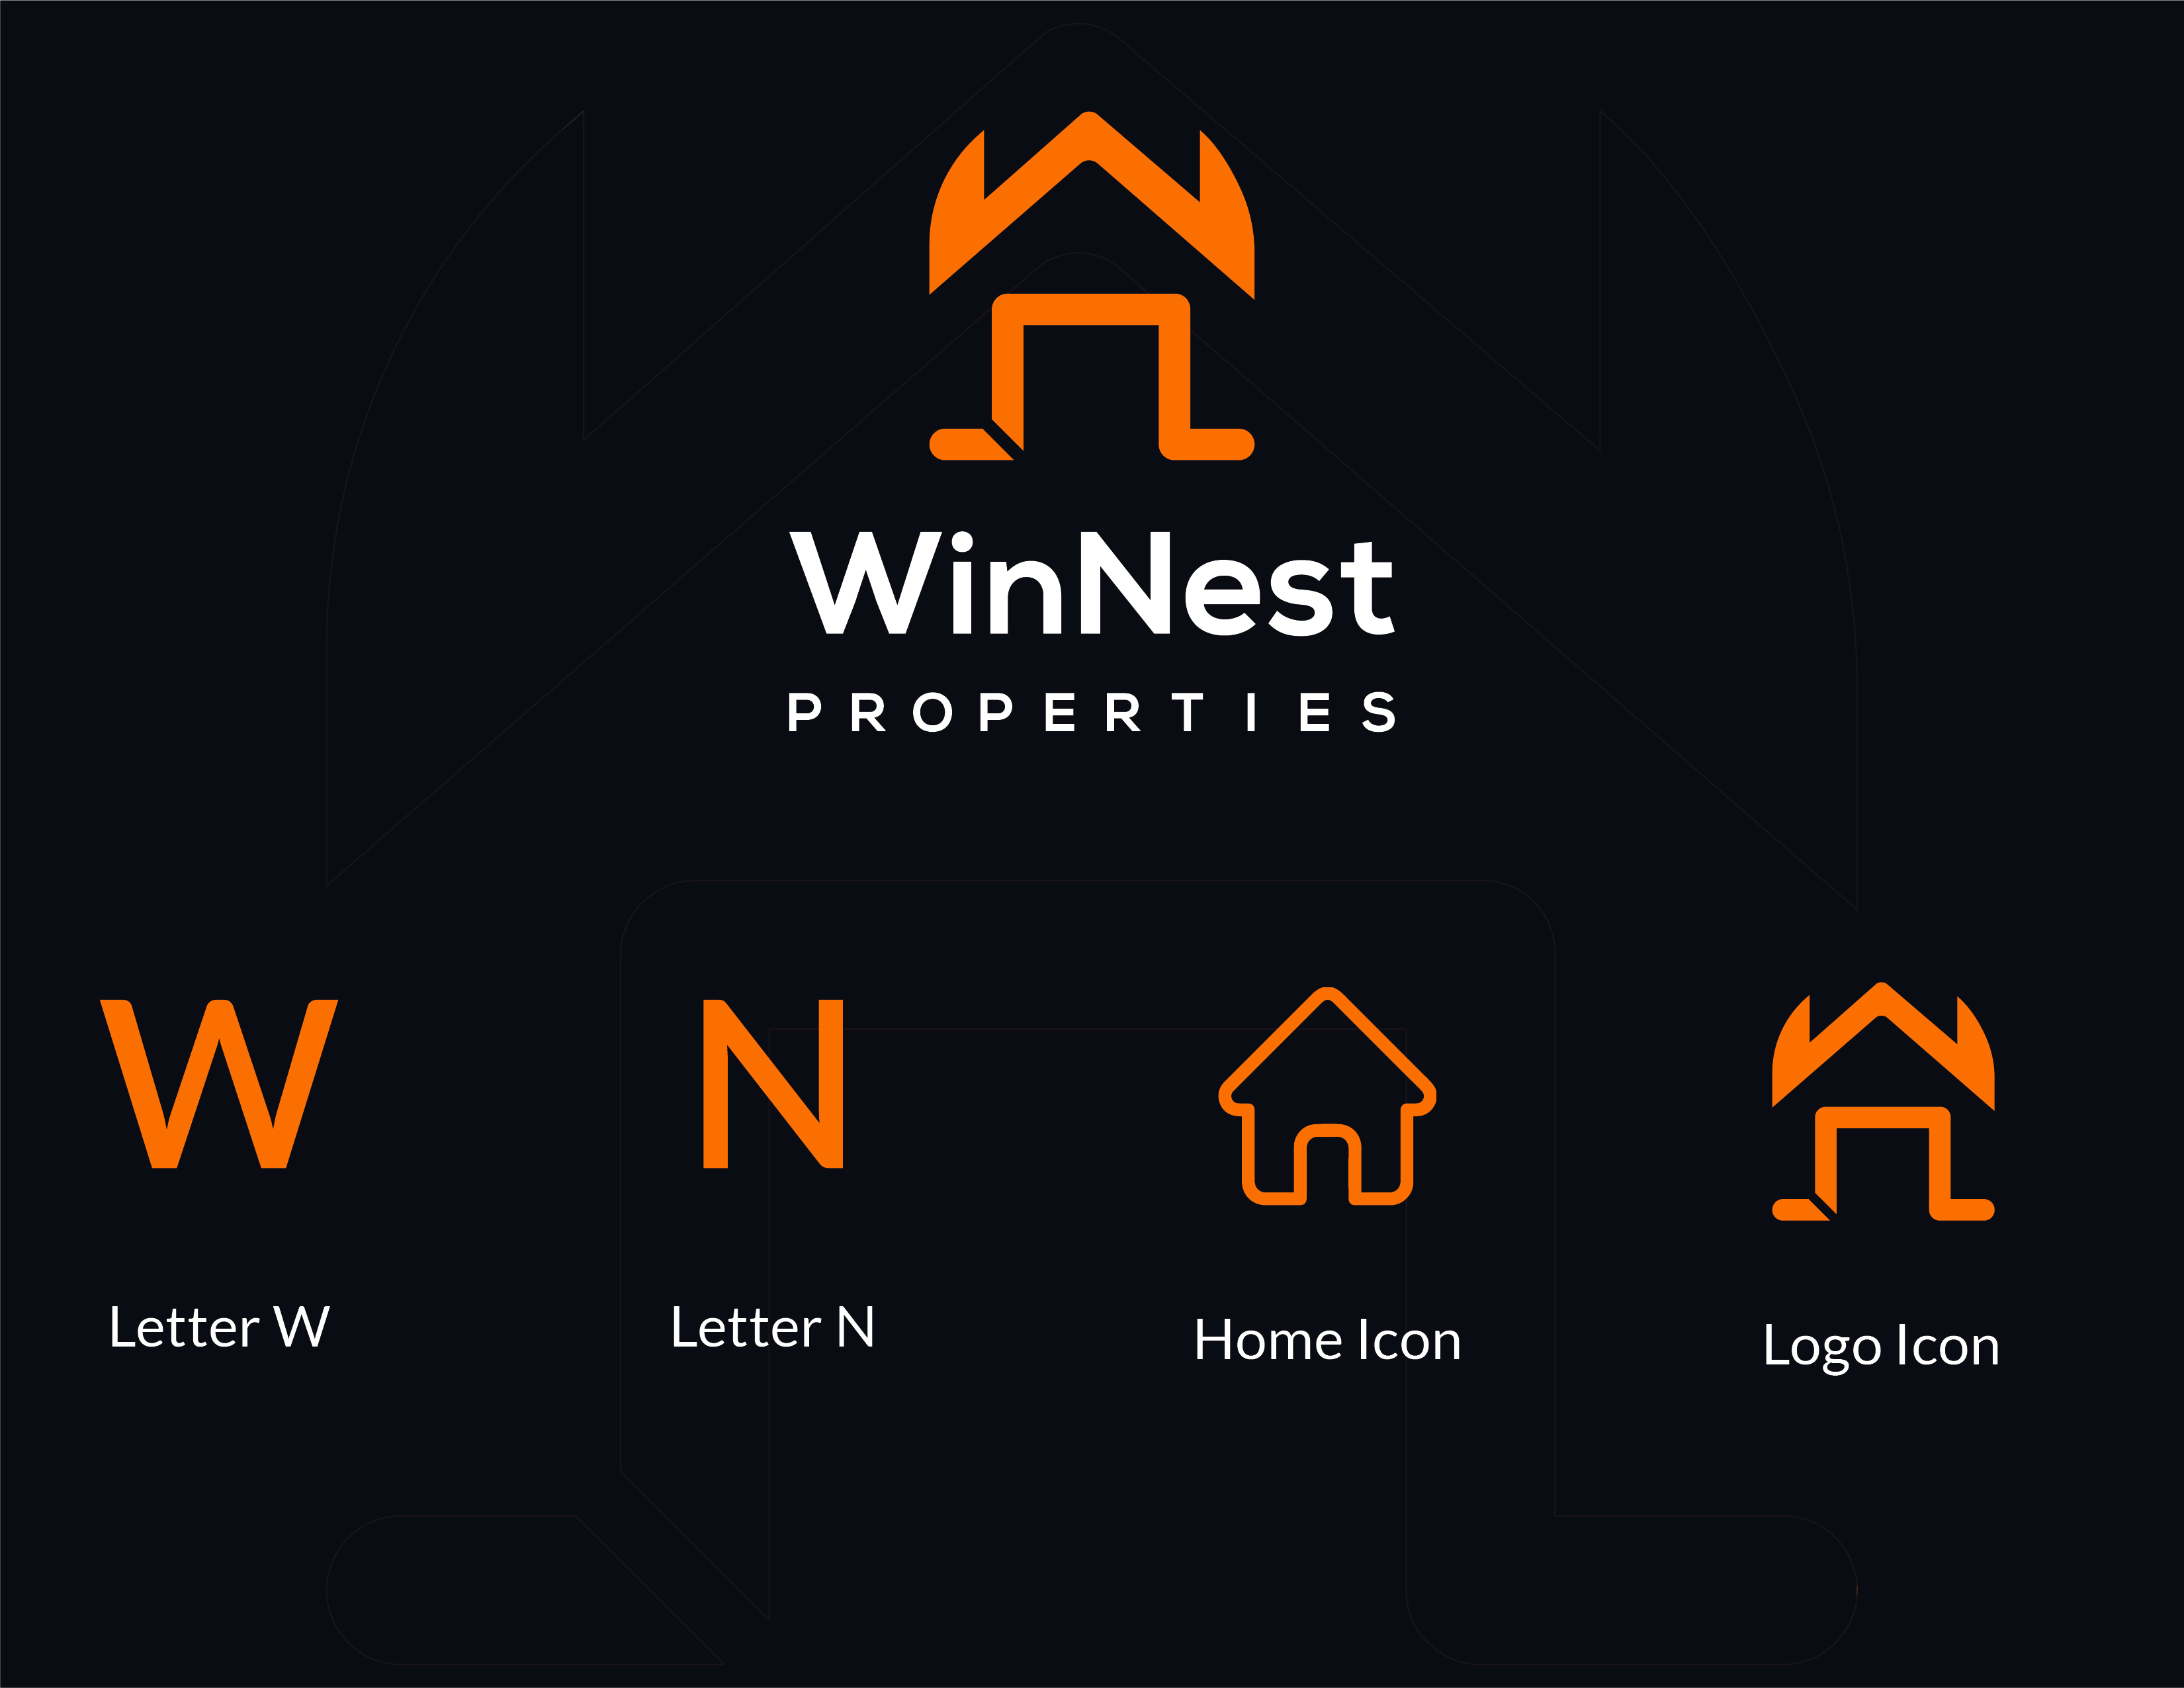 WinNest
PROPERTIES
W
N
Letter W
Letter N
Home Icon
Logo Icon